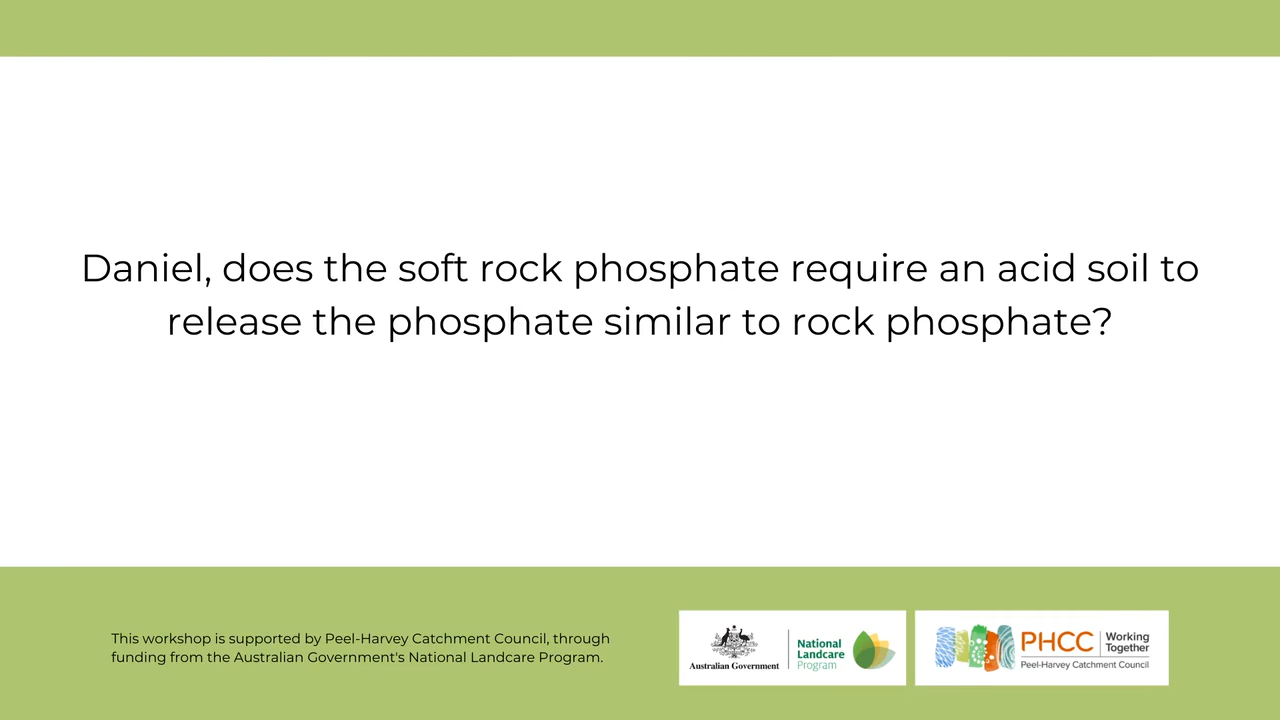 Daniel, does the soft rock phosphate require an acid soil to
release the phosphate similar to rock phosphate?
This workshop is supported by Peel-Harvey Catchment Council, through
funding from the Australian Government's National Landcare Program.
Australian Government
National
Landcare
Program
PHCC
Working
Together
Peel-Harvey Catchment Council